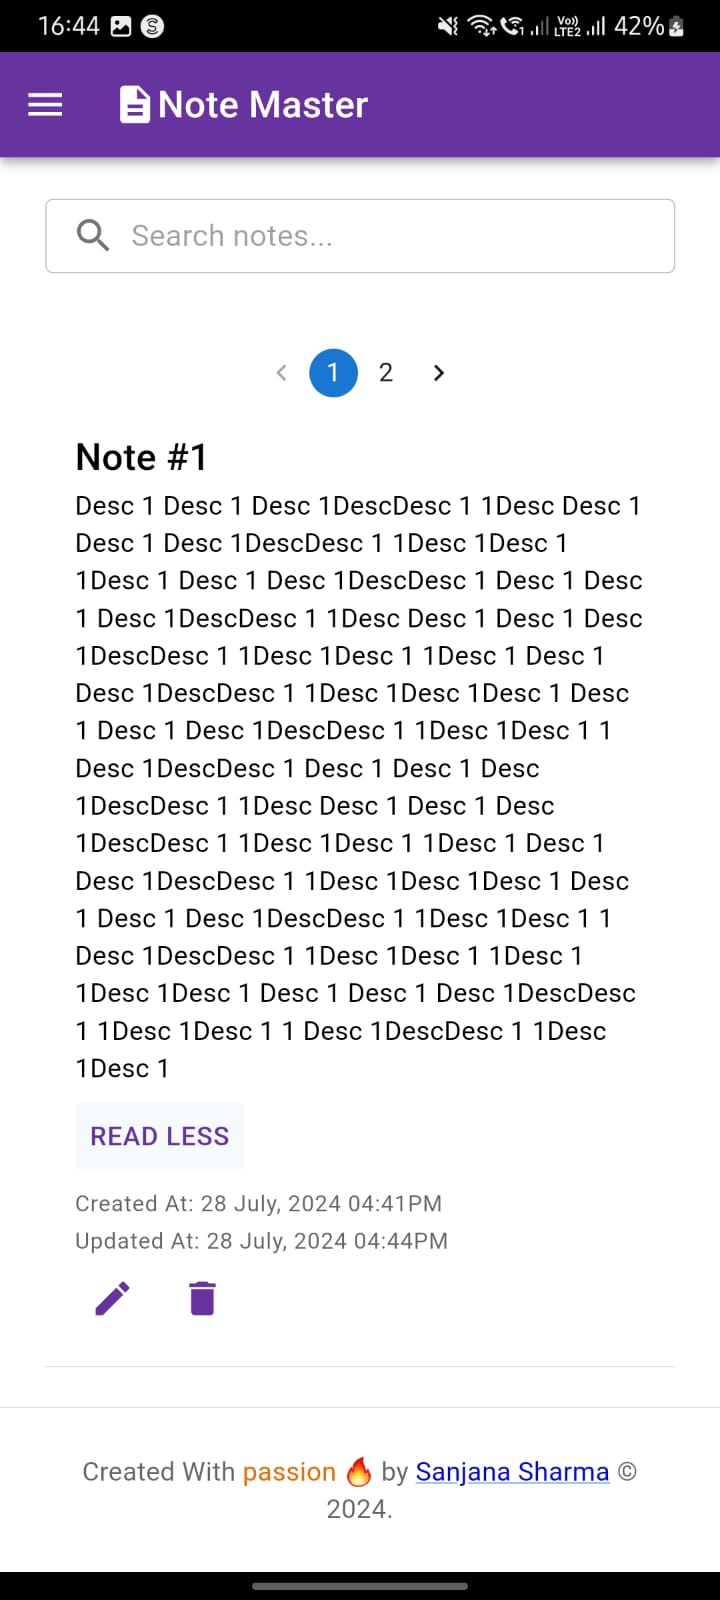 16:44 42%
Note Master
Search notes...
1 2
Note #1
Desc 1 Desc 1 Desc 1DescDesc 1 1Desc Desc 1
Desc 1 Desc 1DescDesc 1 1Desc 1Desc 1
1Desc 1 Desc 1 Desc 1DescDesc 1 Desc 1 Desc
1 Desc 1DescDesc 1 1Desc Desc 1 Desc 1 Desc
1DescDesc 1 1Desc 1Desc 1 1Desc 1 Desc 1
Desc 1DescDesc 1 1Desc 1Desc 1Desc 1 Desc
1 Desc 1 Desc 1DescDesc 1 1Desc 1Desc 1 1
Desc 1DescDesc 1 Desc 1 Desc 1 Desc
1DescDesc 1 1Desc Desc 1 Desc 1 Desc
1DescDesc 1 1Desc 1Desc 1 1Desc 1 Desc 1
Desc 1DescDesc 1 1Desc 1Desc 1Desc 1 Desc
1 Desc 1 Desc 1DescDesc 1 1Desc 1Desc 1 1
Desc 1DescDesc 1 1Desc 1Desc 1 1Desc 1
1Desc 1Desc 1 Desc 1 Desc 1 Desc 1DescDesc
1 1Desc 1Desc 1 1 Desc 1DescDesc 1 1Desc
1Desc 1
READ LESS
Created At: 28 July, 2024 04:41PM
Updated At: 28 July, 2024 04:44PM
Created With passion 🔥 by Sanjana Sharma ©
2024.